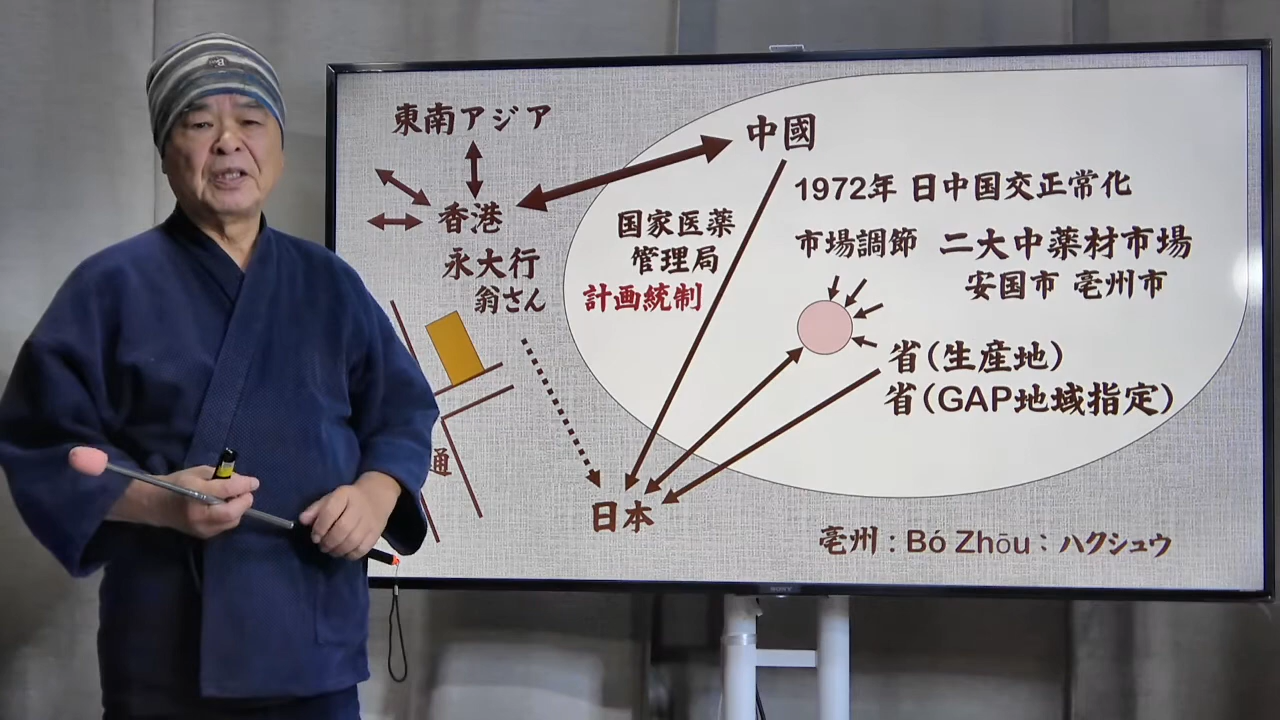 東南アジア
中國
1972年 日中国交正常化
香港
国家医薬
管理局
市場調節
二大中薬材市場
永大行
翁さん
計画統制
安国市 亳州市
省(生産地)
省(GAP地域指定)
通
日本
亳州:Bó Zhōu:ハクシュウ
SONY